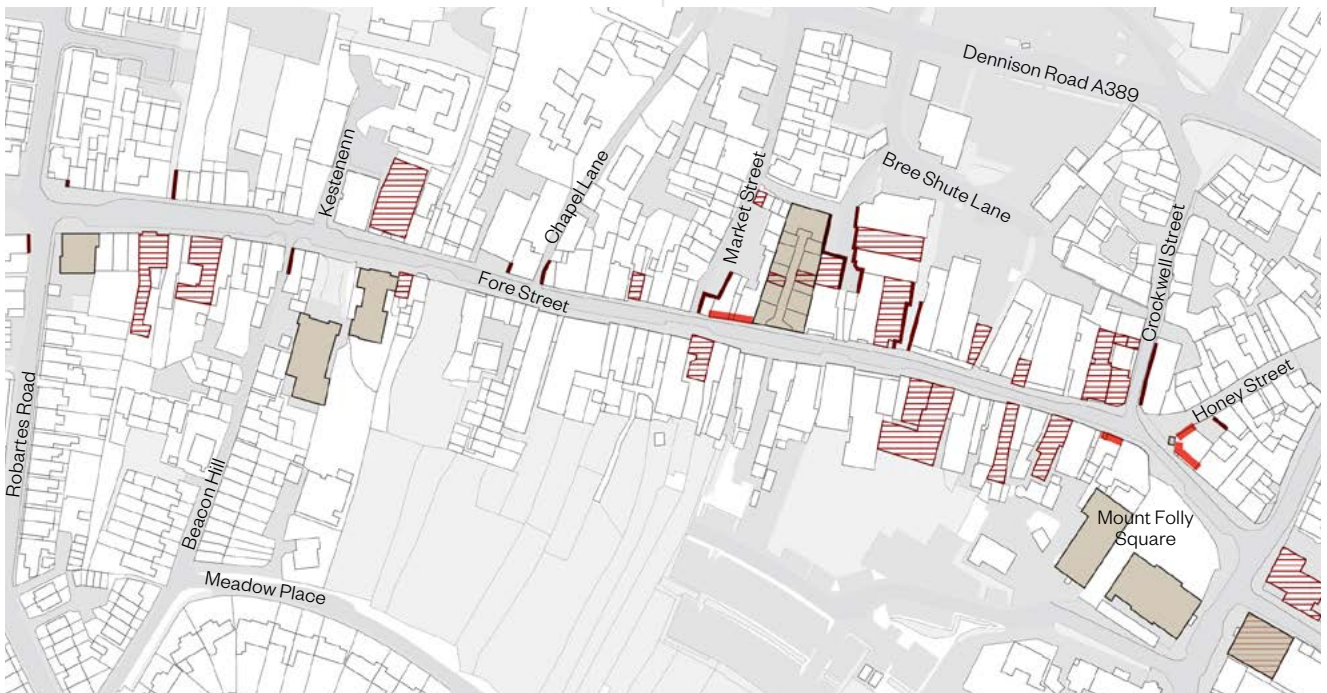 Dennison Road A389
Kestenenn
Chapel Lane
Market Street
Bree Shute Lane
Crockwell Street
Fore Street
Honey Street
Robartes Road
Beacon Hill
Mount Folly
Square
Meadow Place